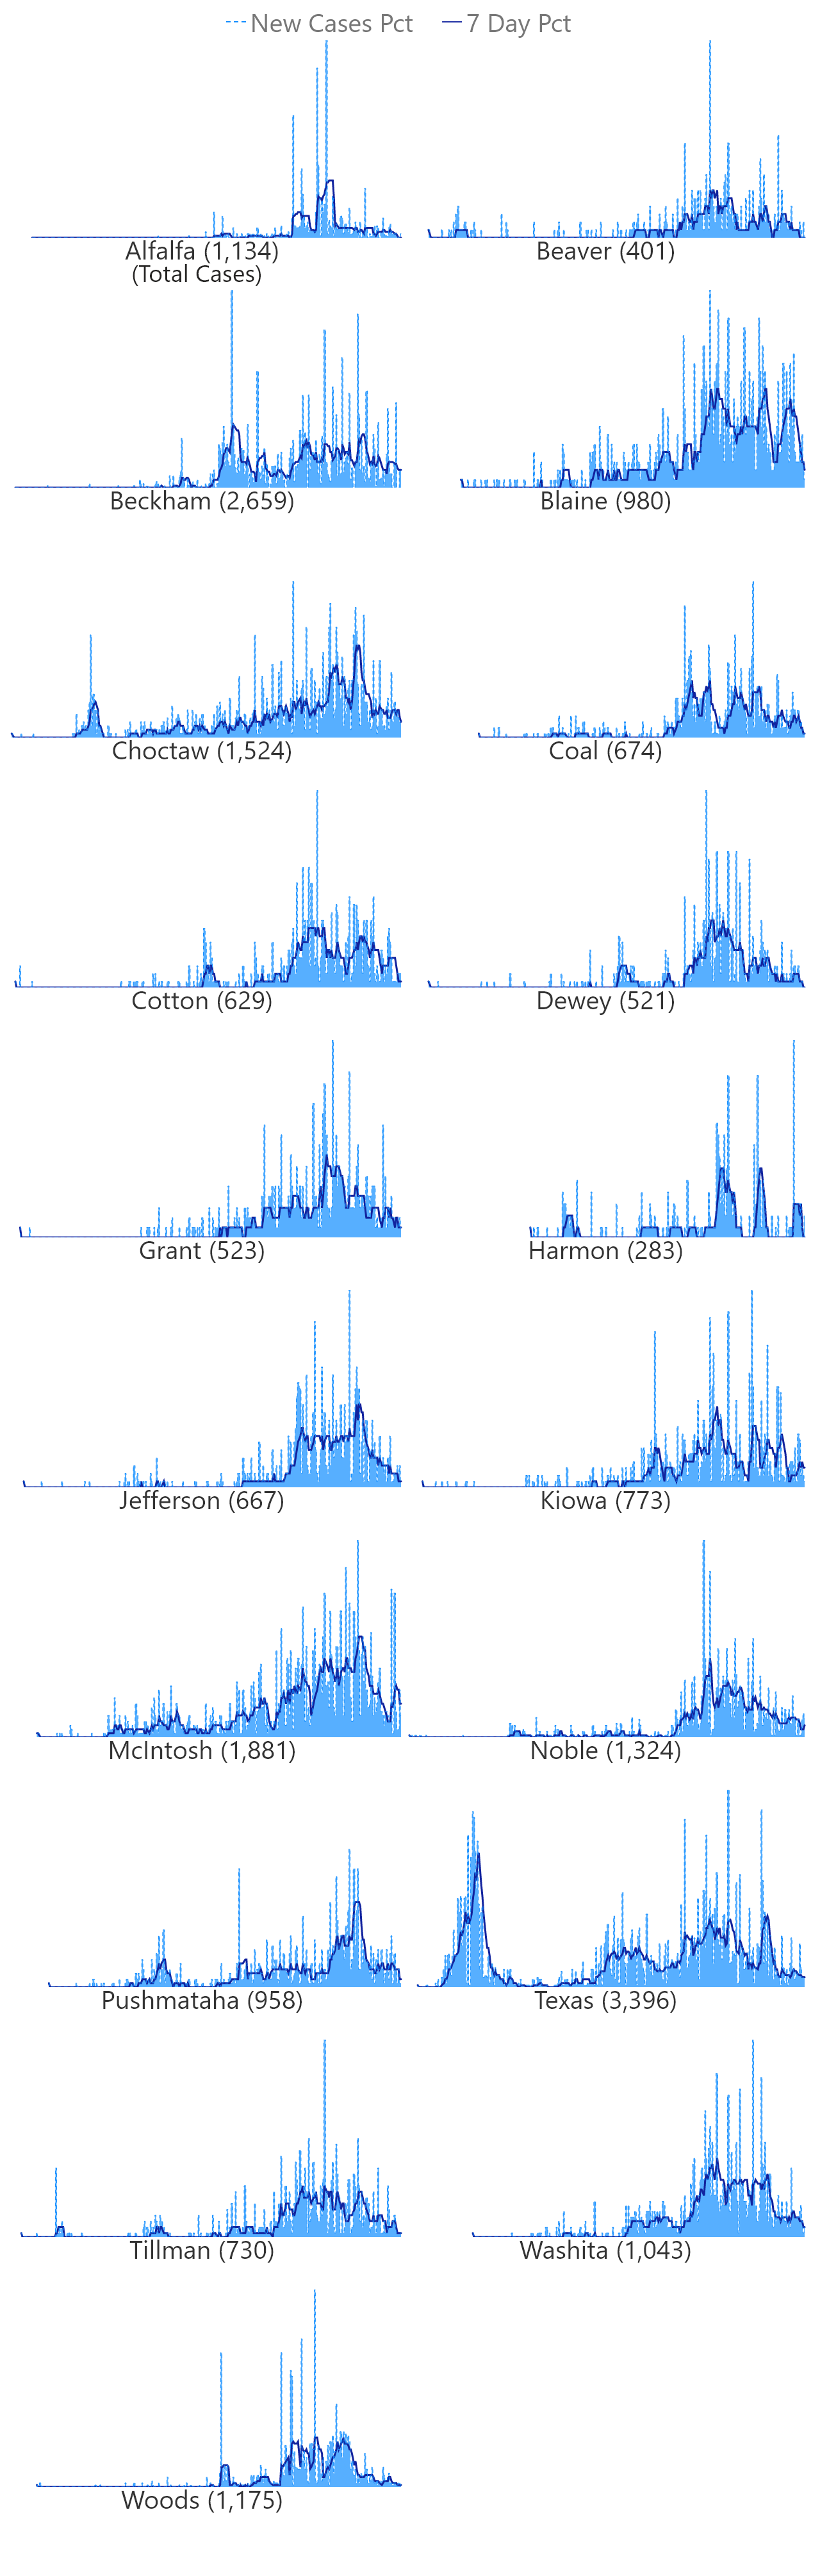 New Cases Pct 7 Day Pct
Alfalfa (1,134)
(Total Cases)
Beaver (401)
Beckham (2,659)
Blaine (980)
Choctaw (1,524)
Coal (674)
Cotton (629)
Dewey (521)
Grant (523)
Harmon (283)
Jefferson (667)
Kiowa (773)
McIntosh (1,881)
Noble (1,324)
Pushmataha (958)
Texas (3,396)
Tillman (730)
Washita (1,043)
Woods (1,175)